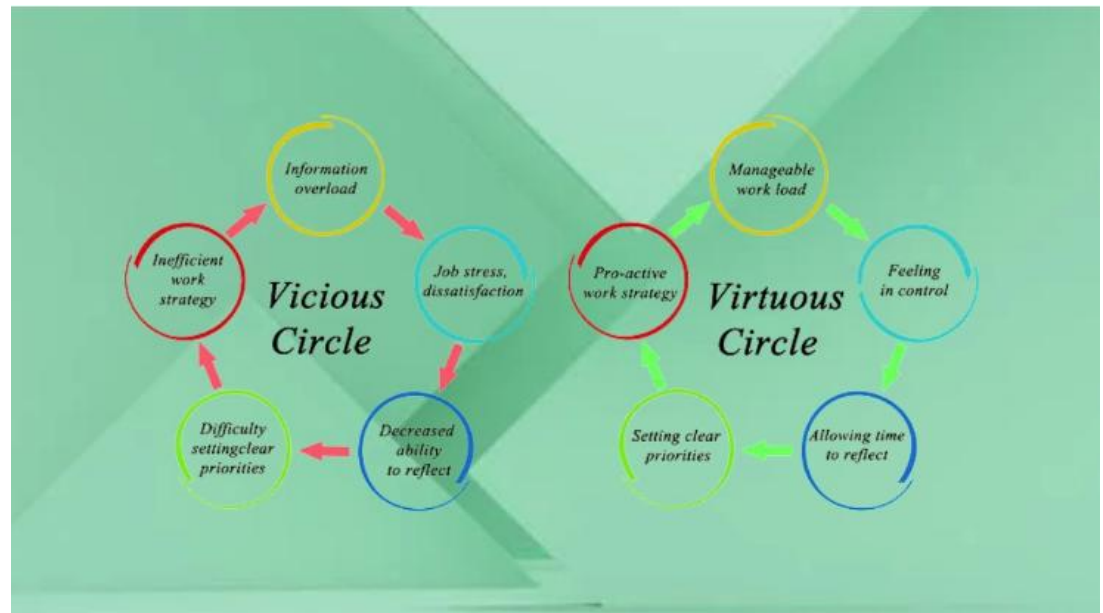 Information
overload
Job stress,
dissatisfaction
Decreased
ability
to reflect
Difficulty
settingclear
priorities
Inefficient
work
strategy
Vicious
Circle
Manageable
work load
Feeling
in control
Allowing time
to reflect
Setting clear
priorities
Pro-active
work strategy
Virtuous
Circle